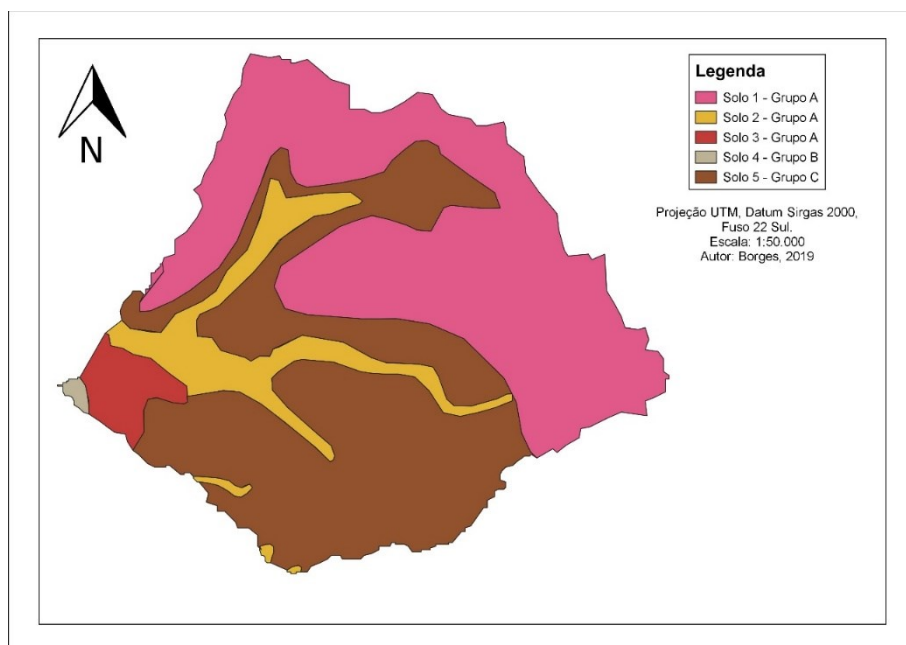 N
Legenda
Solo 1 - Grupo A
Solo 2 - Grupo A
Solo 3 - Grupo A
Solo 4 - Grupo B
Solo 5 - Grupo C
Projeção UTM, Datum Sirgas 2000,
Fuso 22 Sul.
Escala: 1:50.000
Autor: Borges, 2019